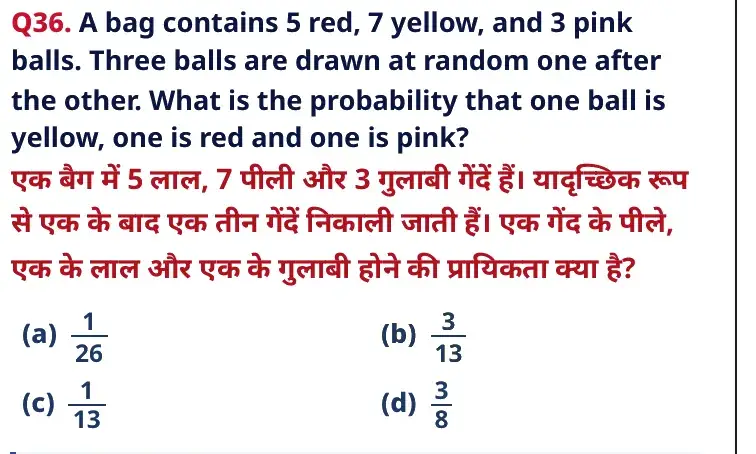 Q36. A bag contains 5 red, 7 yellow, and 3 pink
balls. Three balls are drawn at random one after
the other. What is the probability that one ball is
yellow, one is red and one is pink?
एक बैग में 5 लाल, 7 पीली और 3 गुलाबी गेंदें हैं। यादृच्छिक रूप
से एक के बाद एक तीन गेंदें निकाली जाती हैं। एक गेंद के पीले,
एक के लाल और एक के गुलाबी होने की प्रायिकता क्या है?
(a) 1/26 (b) 3/13
(c) 1/13 (d) 3/8